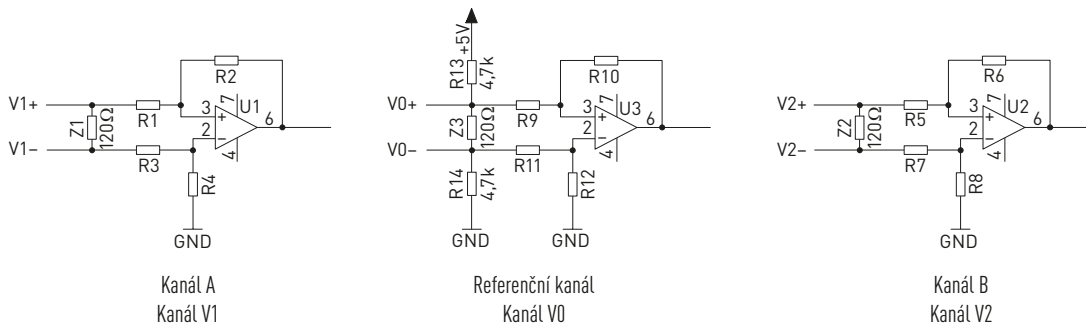 V1+
V1–
Z1
120Ω
R1
R3
R2
R4
3
2
7
4
6
+
–
U1
GND
Kanál A
Kanál V1
+5V
R13
4,7k
V0+
V0–
Z3
120Ω
R14
4,7k
R9
R11
R10
R12
3
2
7
4
6
+
–
U3
GND
GND
Referenční kanál
Kanál V0
V2+
V2–
Z2
120Ω
R5
R7
R6
R8
3
2
7
4
6
+
–
U2
GND
Kanál B
Kanál V2